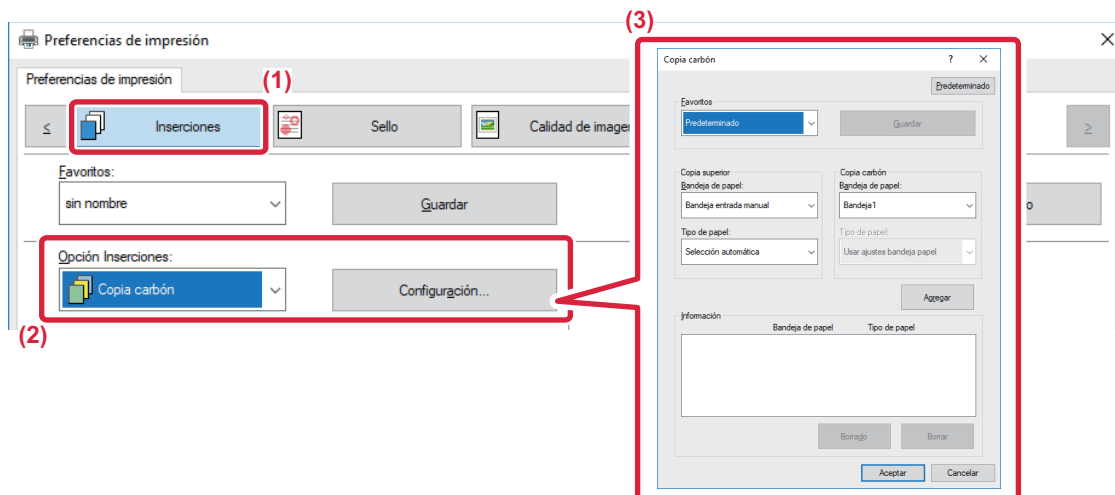 (3)
Preferencias de impresión
Preferencias de impresión
(1)
≤ Inserciones Sello Calidad de imagen ≥
Favoritos:
sin nombre Guardar
Opción Inserciones:
Copia carbón Configuración...
(2)
Copia carbón ? ×
Predeterminado
Favoritos
Predeterminado Guardar
Copia superior Copia carbón
Bandeja de papel: Bandeja de papel:
Bandeja entrada manual Bandeja1
Tipo de papel: Tipo de papel:
Selección automática Usar ajustes bandeja papel
Agregar
Información
Bandeja de papel Tipo de papel
Borrado Borrar
Aceptar Cancelar
o